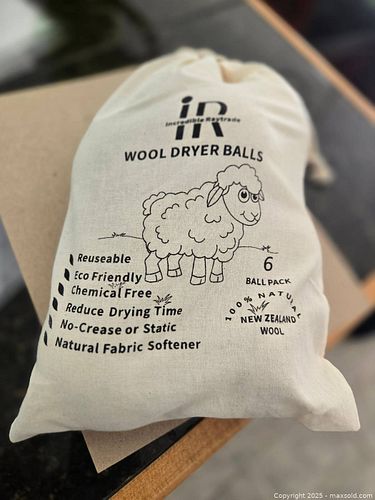 iR
Incredible Raytrade
WOOL DRYER BALLS
Reusable
Eco Friendly
Chemical Free
Reduce Drying Time
No-Crease or Static
Natural Fabric Softener
6
BALL PACK
100% NATURAL
NEW ZEALAND
WOOL
Copyright 2025 - maxsold.com